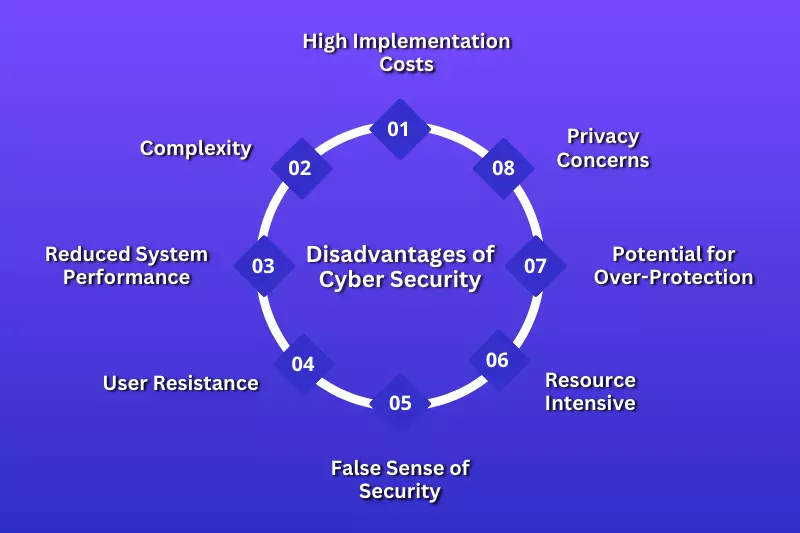 High Implementation
Costs
01
Complexity
02
Reduced System
Performance
03
User Resistance
04
False Sense of
Security
05
Resource
Intensive
06
Potential for
Over-Protection
07
Privacy
Concerns
08
Disadvantages of
Cyber Security